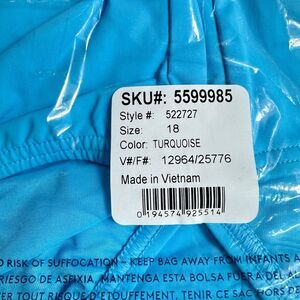 SKU#: 5599985
Style #: 522727
Size: 18
Color: TURQUOISE
V#/F#: 12964/25776
Made in Vietnam
0 194574 925514
RISK OF SUFFOCATION – KEEP BAG AWAY FROM INFANTS A
RIESGO DE ASFIXIA, MANTENGA ESTA BOLSA FUERA DEL AL
D'ÉTOUFFEMENT, TENIR CE SAC HORS DE